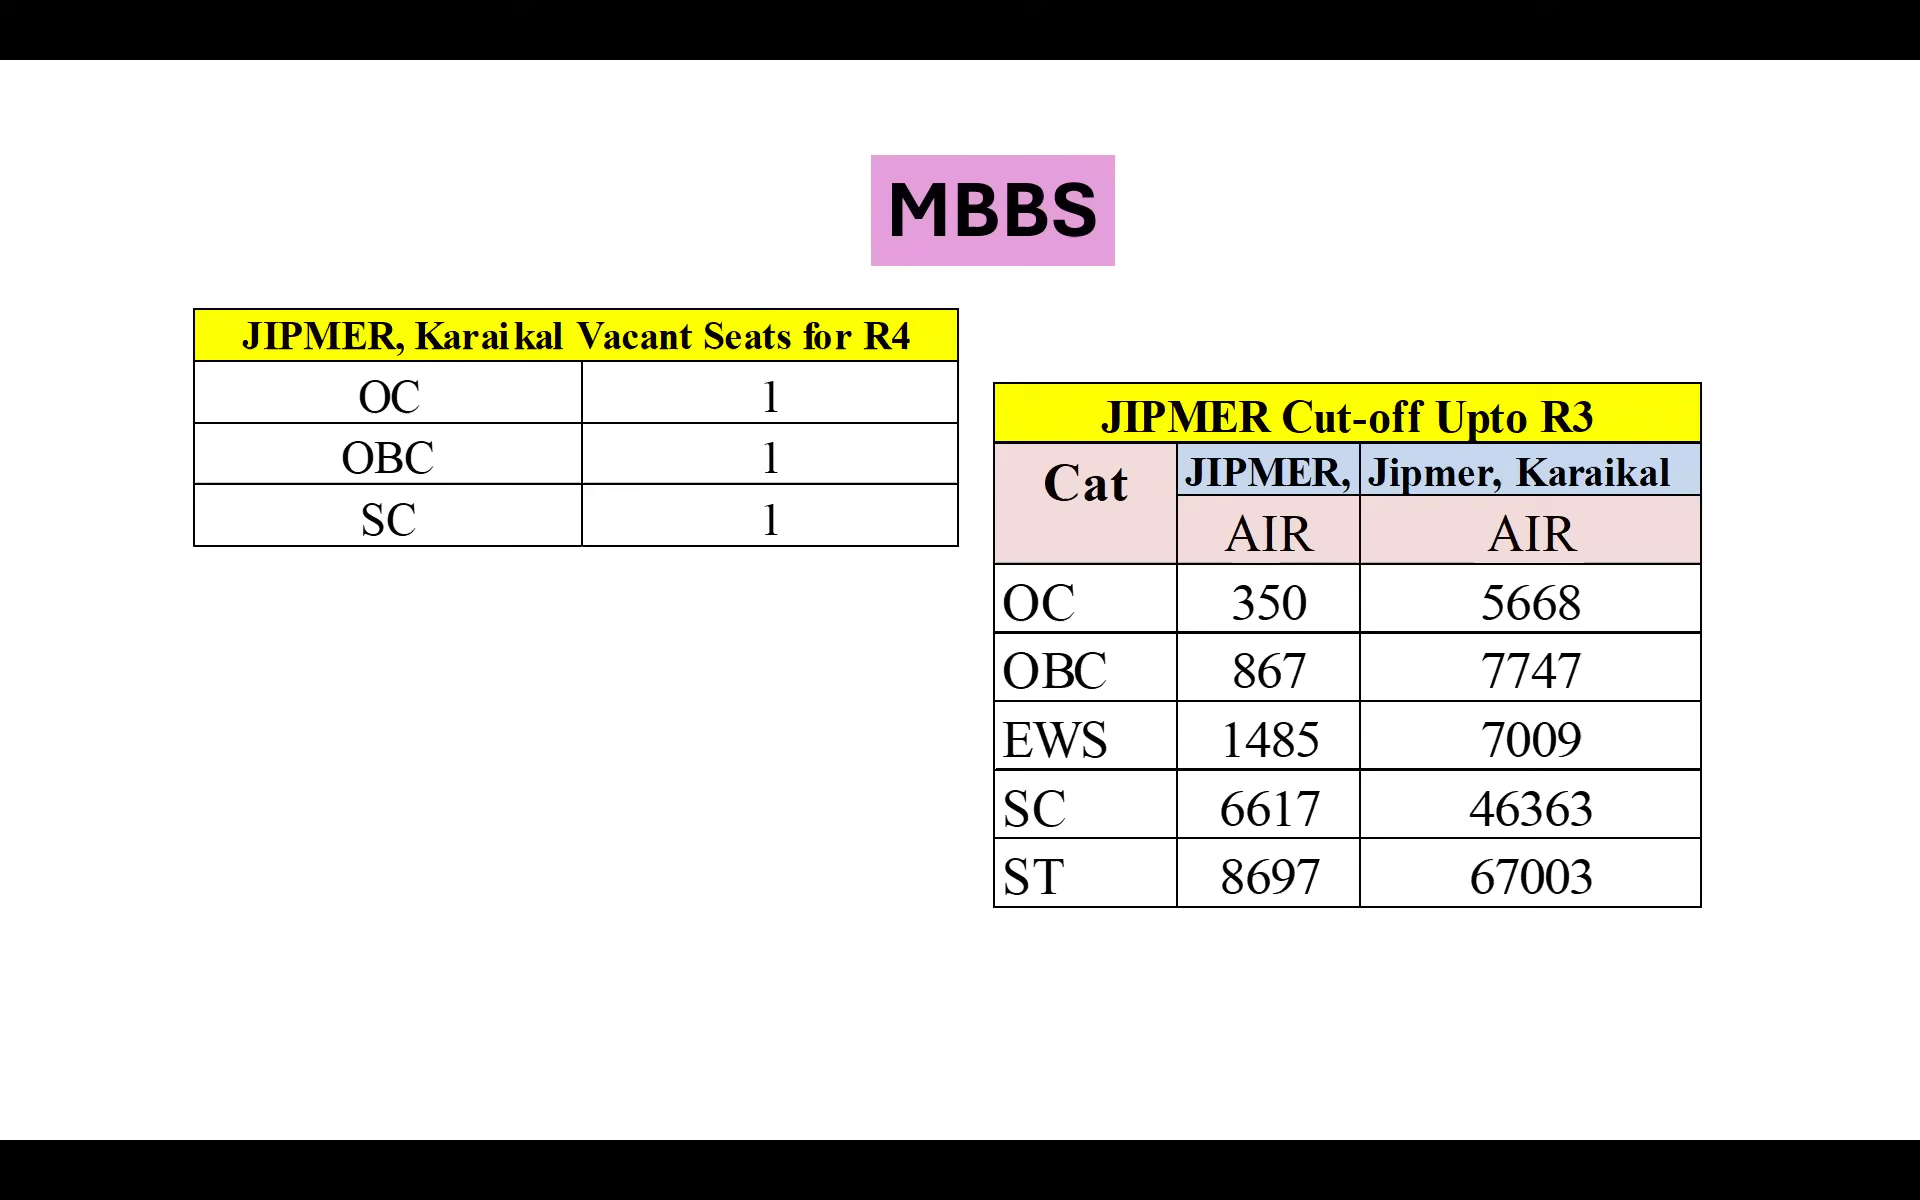 MBBS
JIPMER, Karaikal Vacant Seats for R4
OC 1
OBC 1
SC 1
JIPMER Cut-off Upto R3
Cat JIPMER, Jipmer, Karaikal
AIR AIR
OC 350 5668
OBC 867 7747
EWS 1485 7009
SC 6617 46363
ST 8697 67003